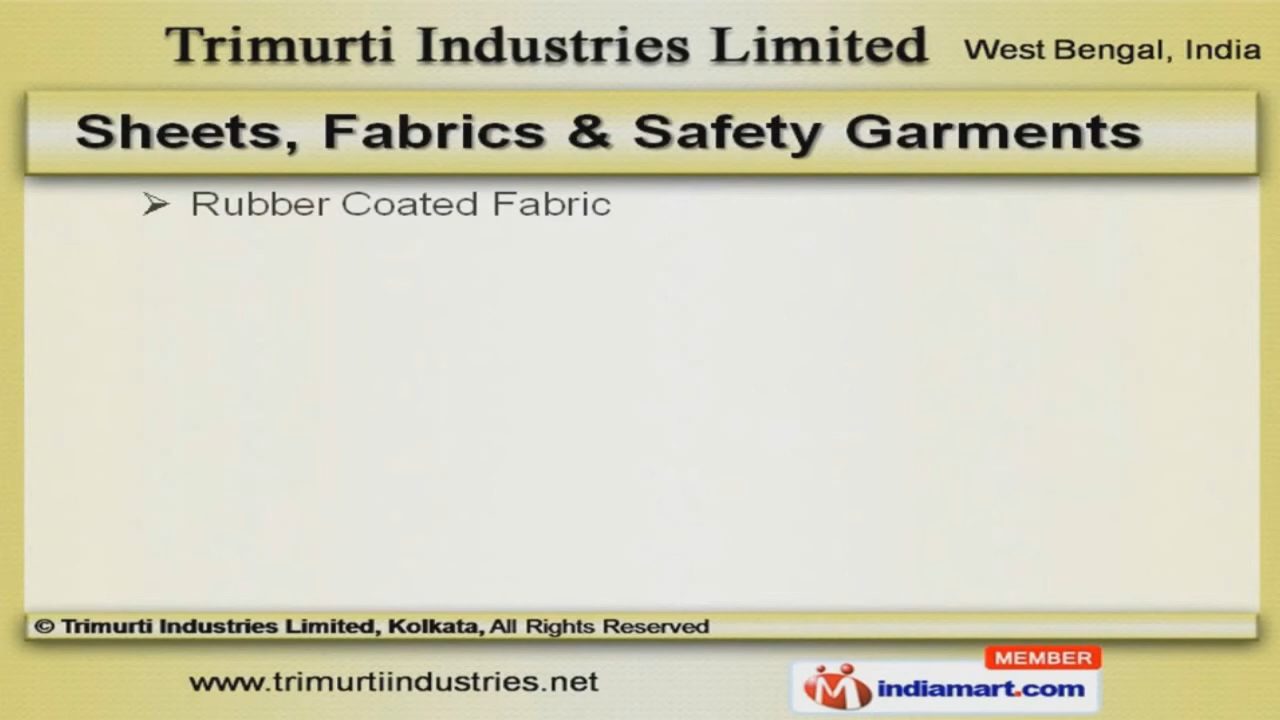 Trimurti Industries Limited West Bengal, India
Sheets, Fabrics & Safety Garments
➢ Rubber Coated Fabric
© Trimurti Industries Limited, Kolkata, All Rights Reserved
MEMBER
www.trimurtiindustries.net indiamart.com